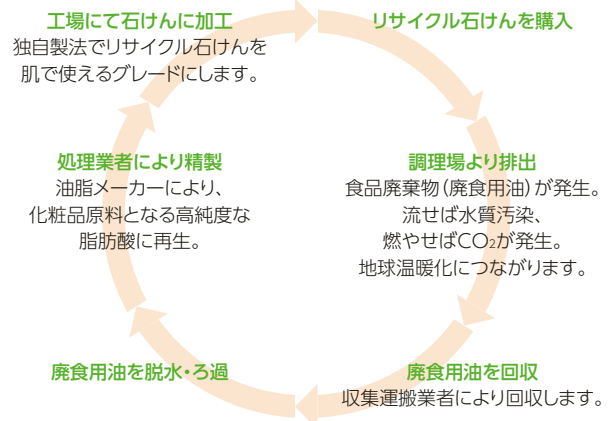 工場にて石けんに加工
独自製法でリサイクル石けんを
肌で使えるグレードにします。
リサイクル石けんを購入
処理業者により精製
油脂メーカーにより、
化粧品原料となる高純度な
脂肪酸に再生。
調理場より排出
食品廃棄物（廃食用油）が発生。
流せば水質汚染、
燃やせばCO₂が発生。
地球温暖化につながります。
廃食用油を脱水・ろ過
廃食用油を回収
収集運搬業者により回収します。